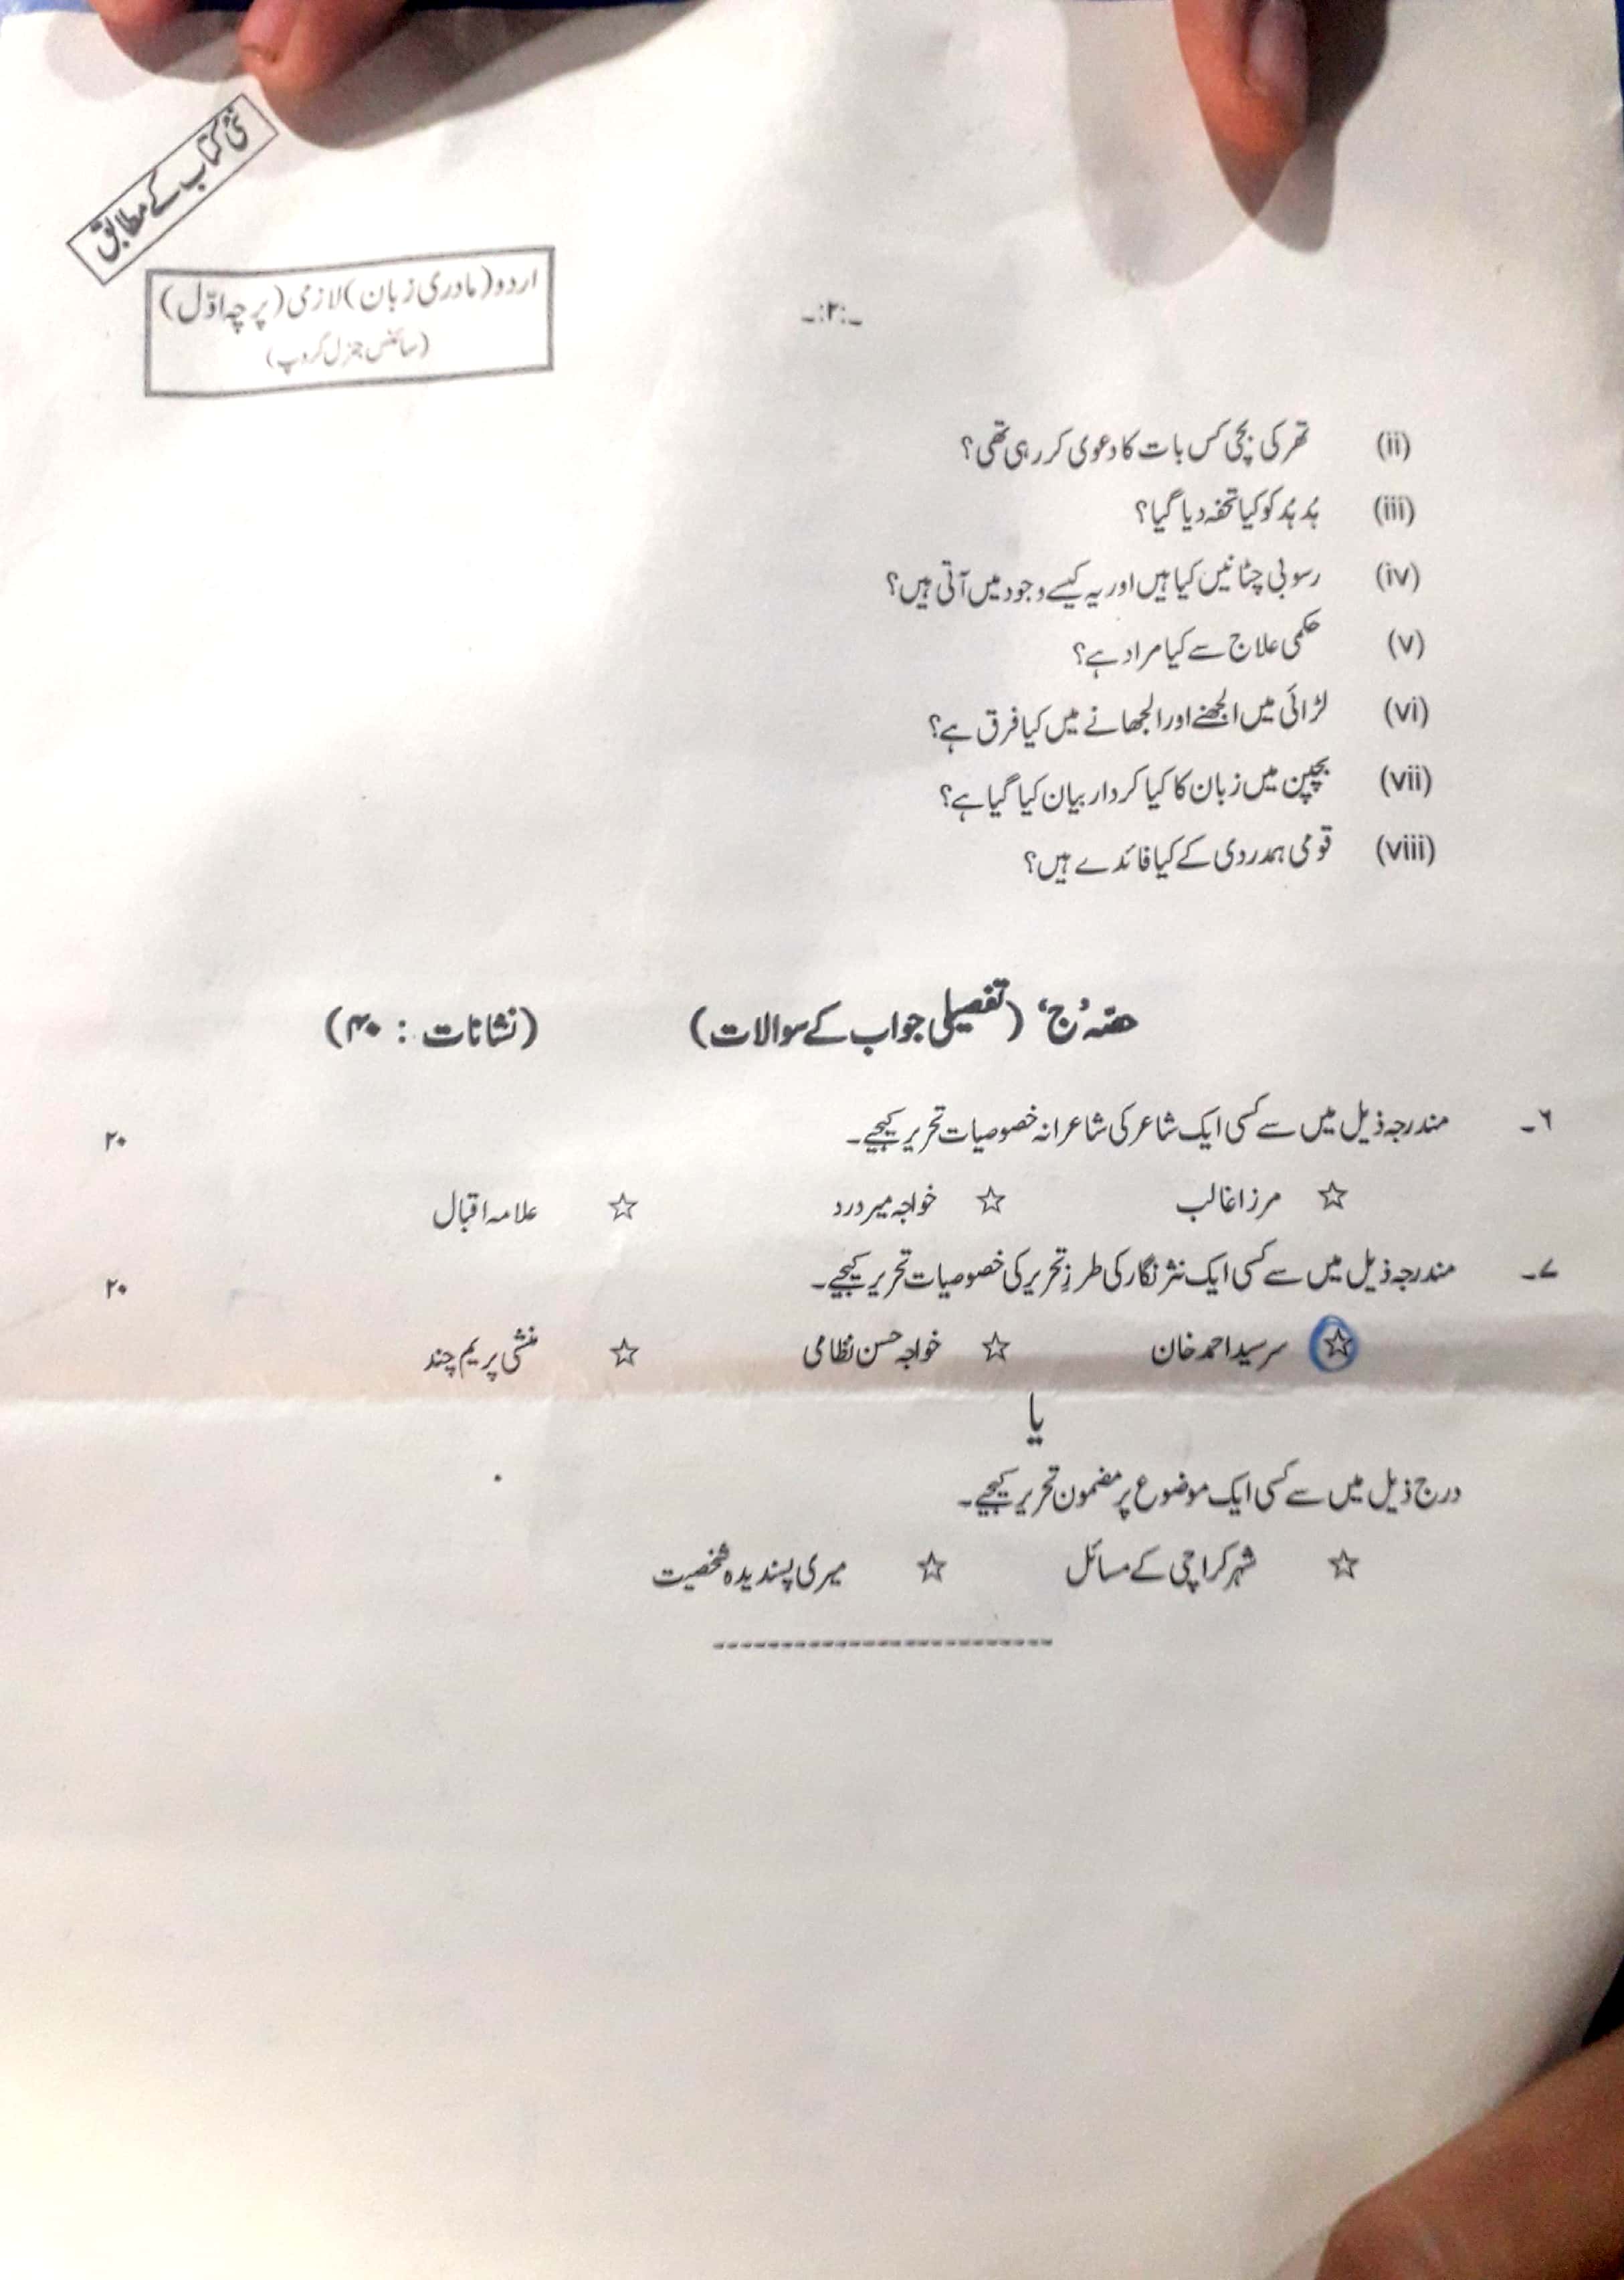 نئی کتاب کے مطابق
اردو (مادری زبان) لازمی (پرچہ اوّل)
(سائنس جنرل گروپ)
-:۲:-
(ii) تھر کی بچی کس بات کا دعوی کر رہی تھی؟
(iii) ہُد ہُد کو کیا تحفہ دیا گیا؟
(iv) رسوبی چٹانیں کیا ہیں اور یہ کیسے وجود میں آتی ہیں؟
(v) حکمی علاج سے کیا مراد ہے؟
(vi) لڑائی میں الجھنے اور الجھانے میں کیا فرق ہے؟
(vii) بچپن میں زبان کا کیا کردار بیان کیا گیا ہے؟
(viii) قومی ہمدردی کے کیا فائدے ہیں؟
حصّہ ’ج‘ (تفصیلی جواب کے سوالات) (نشانات : ۴۰)
۶۔ مندرجہ ذیل میں سے کسی ایک شاعر کی شاعرانہ خصوصیات تحریر کیجیے۔ ۲۰
☆ مرزا غالب ☆ خواجہ میر درد ☆ علامہ اقبال
۷۔ مندرجہ ذیل میں سے کسی ایک نثر نگار کی طرزِ تحریر کی خصوصیات تحریر کیجیے۔ ۲۰
☆ سر سید احمد خان ☆ خواجہ حسن نظامی ☆ منشی پریم چند
یا
درج ذیل میں سے کسی ایک موضوع پر مضمون تحریر کیجیے۔
☆ شہر کراچی کے مسائل ☆ میری پسندیدہ شخصیت
-------------------------